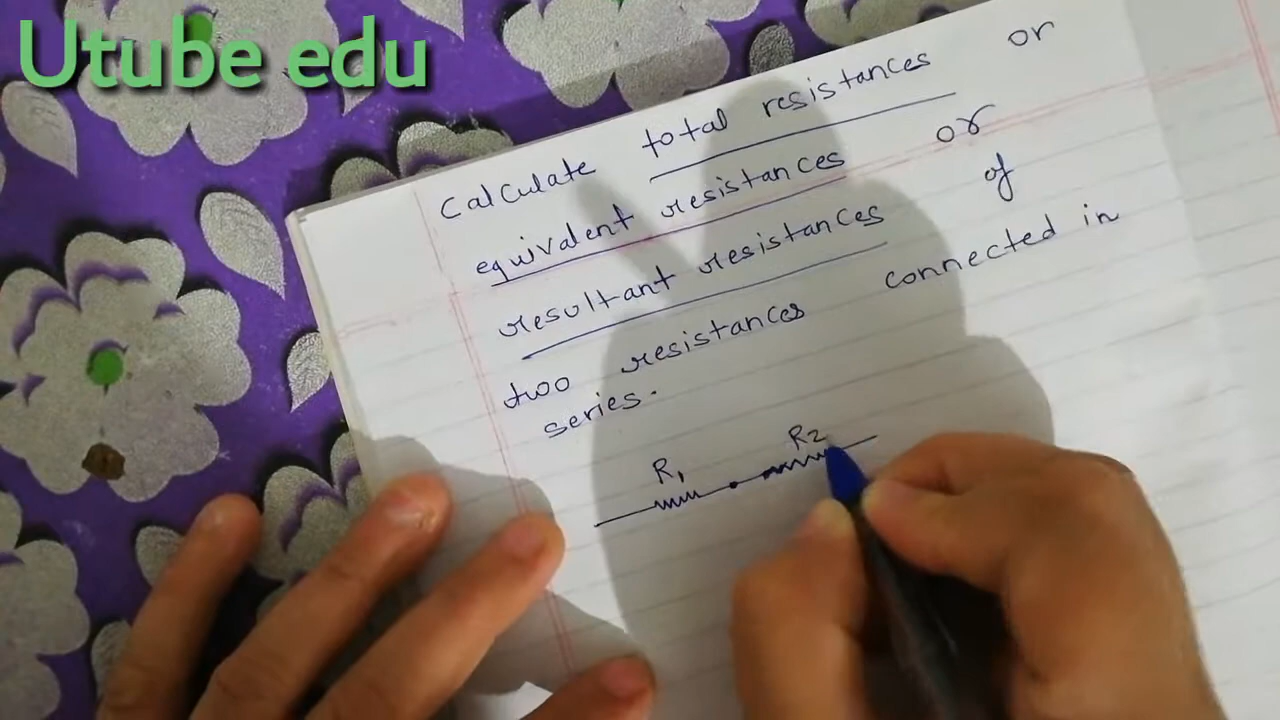 Utube edu
Calculate total resistances or
equivalent resistances or
resultant resistances of
two resistances connected in
series.
R1 R2